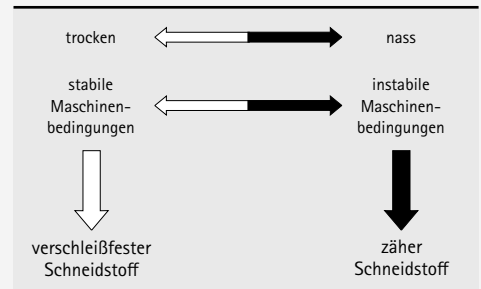 trocken
nass
stabile
Maschinen-
bedingungen
instabile
Maschinen-
bedingungen
verschleißfester
Schneidstoff
zäher
Schneidstoff